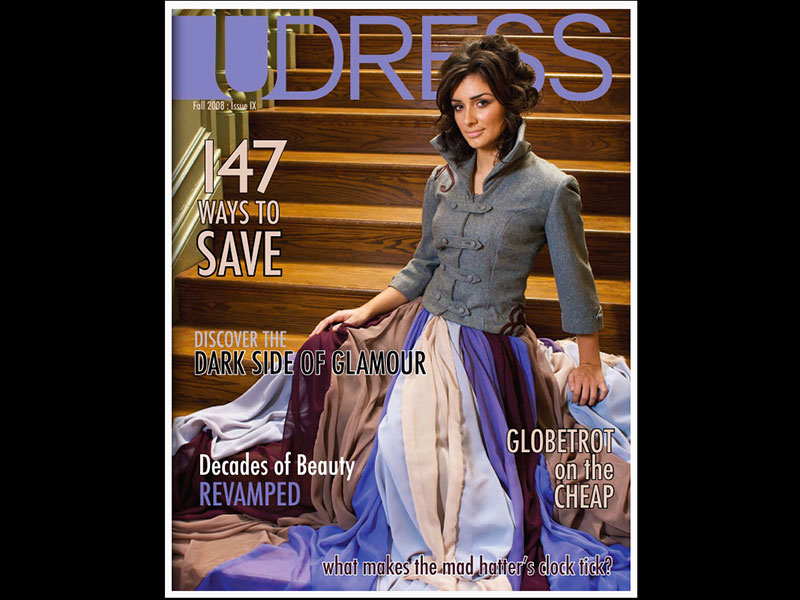 UDRESS
Fall 2008 : Issue IX
147
WAYS TO
SAVE
DISCOVER THE
DARK SIDE OF GLAMOUR
GLOBETROT
on the
CHEAP
Decades of Beauty
REVAMPED
what makes the mad hatter's clock tick?